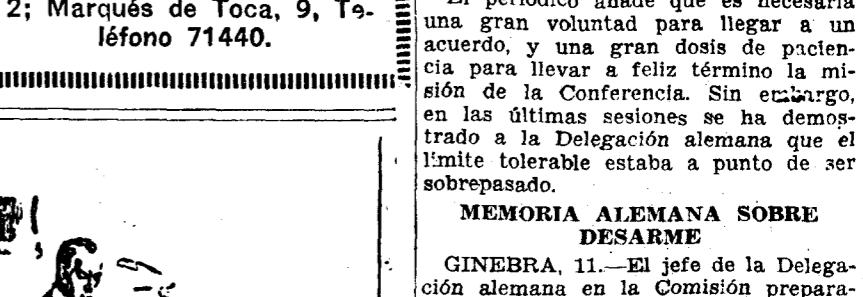 2; Marqués de Toca, 9, Te-
léfono 71440.
El periódico añade que es necesaria
una gran voluntad para llegar a un
acuerdo, y una gran dosis de pacien-
cia para llevar a feliz término la mi-
sión de la Conferencia. Sin embargo,
en las últimas sesiones se ha demos-
trado a la Delegación alemana que el
límite tolerable estaba a punto de ser
sobrepasado.
MEMORIA ALEMANA SOBRE
DESARME
GINEBRA, 11.—El jefe de la Delega-
ción alemana en la Comisión prepara-